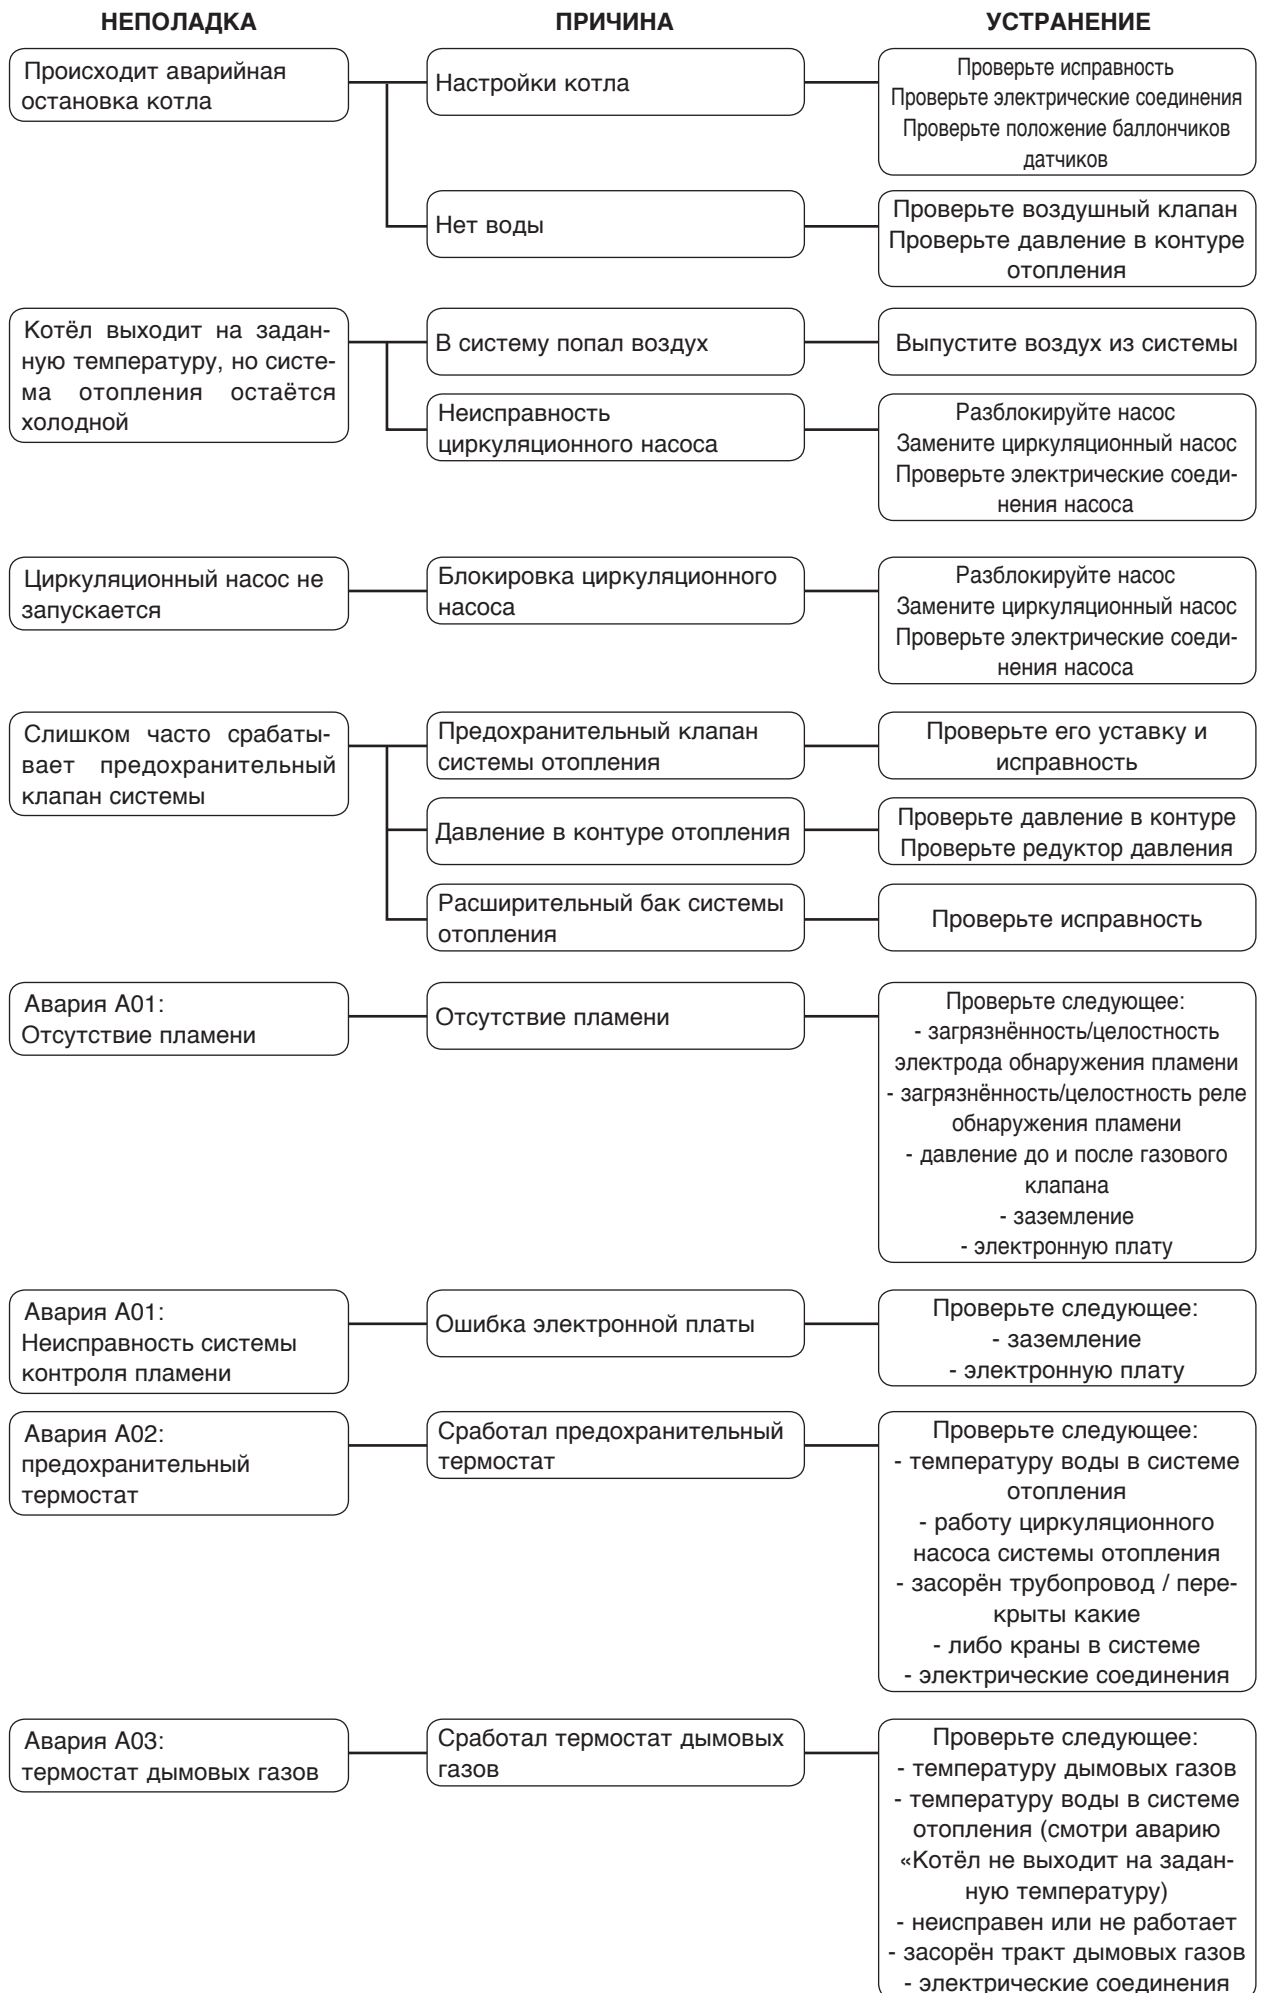 НЕПОЛАДКА
ПРИЧИНА
УСТРАНЕНИЕ
Происходит аварийная
остановка котла
Настройки котла
Проверьте исправность
Проверьте электрические соединения
Проверьте положение баллончиков
датчиков
Нет воды
Проверьте воздушный клапан
Проверьте давление в контуре
отопления
Котёл выходит на задан-
ную температуру, но систе-
ма отопления остаётся
холодной
В систему попал воздух
Выпустите воздух из системы
Неисправность
циркуляционного насоса
Разблокируйте насос
Замените циркуляционный насос
Проверьте электрические соеди-
нения насоса
Циркуляционный насос не
запускается
Блокировка циркуляционного
насоса
Разблокируйте насос
Замените циркуляционный насос
Проверьте электрические соеди-
нения насоса
Слишком часто срабаты-
вает предохранительный
клапан системы
Предохранительный клапан
системы отопления
Проверьте его уставку и
исправность
Давление в контуре отопления
Проверьте давление в контуре
Проверьте редуктор давления
Расширительный бак системы
отопления
Проверьте исправность
Авария А01:
Отсутствие пламени
Отсутствие пламени
Проверьте следующее:
- загрязнённость/целостность
электрода обнаружения пламени
- загрязнённость/целостность реле
обнаружения пламени
- давление до и после газового
клапана
- заземление
- электронную плату
Авария А01:
Неисправность системы
контроля пламени
Ошибка электронной платы
Проверьте следующее:
- заземление
- электронную плату
Авария А02:
предохранительный
термостат
Сработал предохранительный
термостат
Проверьте следующее:
- температуру воды в системе
отопления
- работу циркуляционного
насоса системы отопления
- засорён трубопровод / пере-
крыты какие
- либо краны в системе
- электрические соединения
Авария А03:
термостат дымовых газов
Сработал термостат дымовых
газов
Проверьте следующее:
- температуру дымовых газов
- температуру воды в системе
отопления (смотри аварию
«Котёл не выходит на задан-
ную температуру)
- неисправен или не работает
- засорён тракт дымовых газов
- электрические соединения